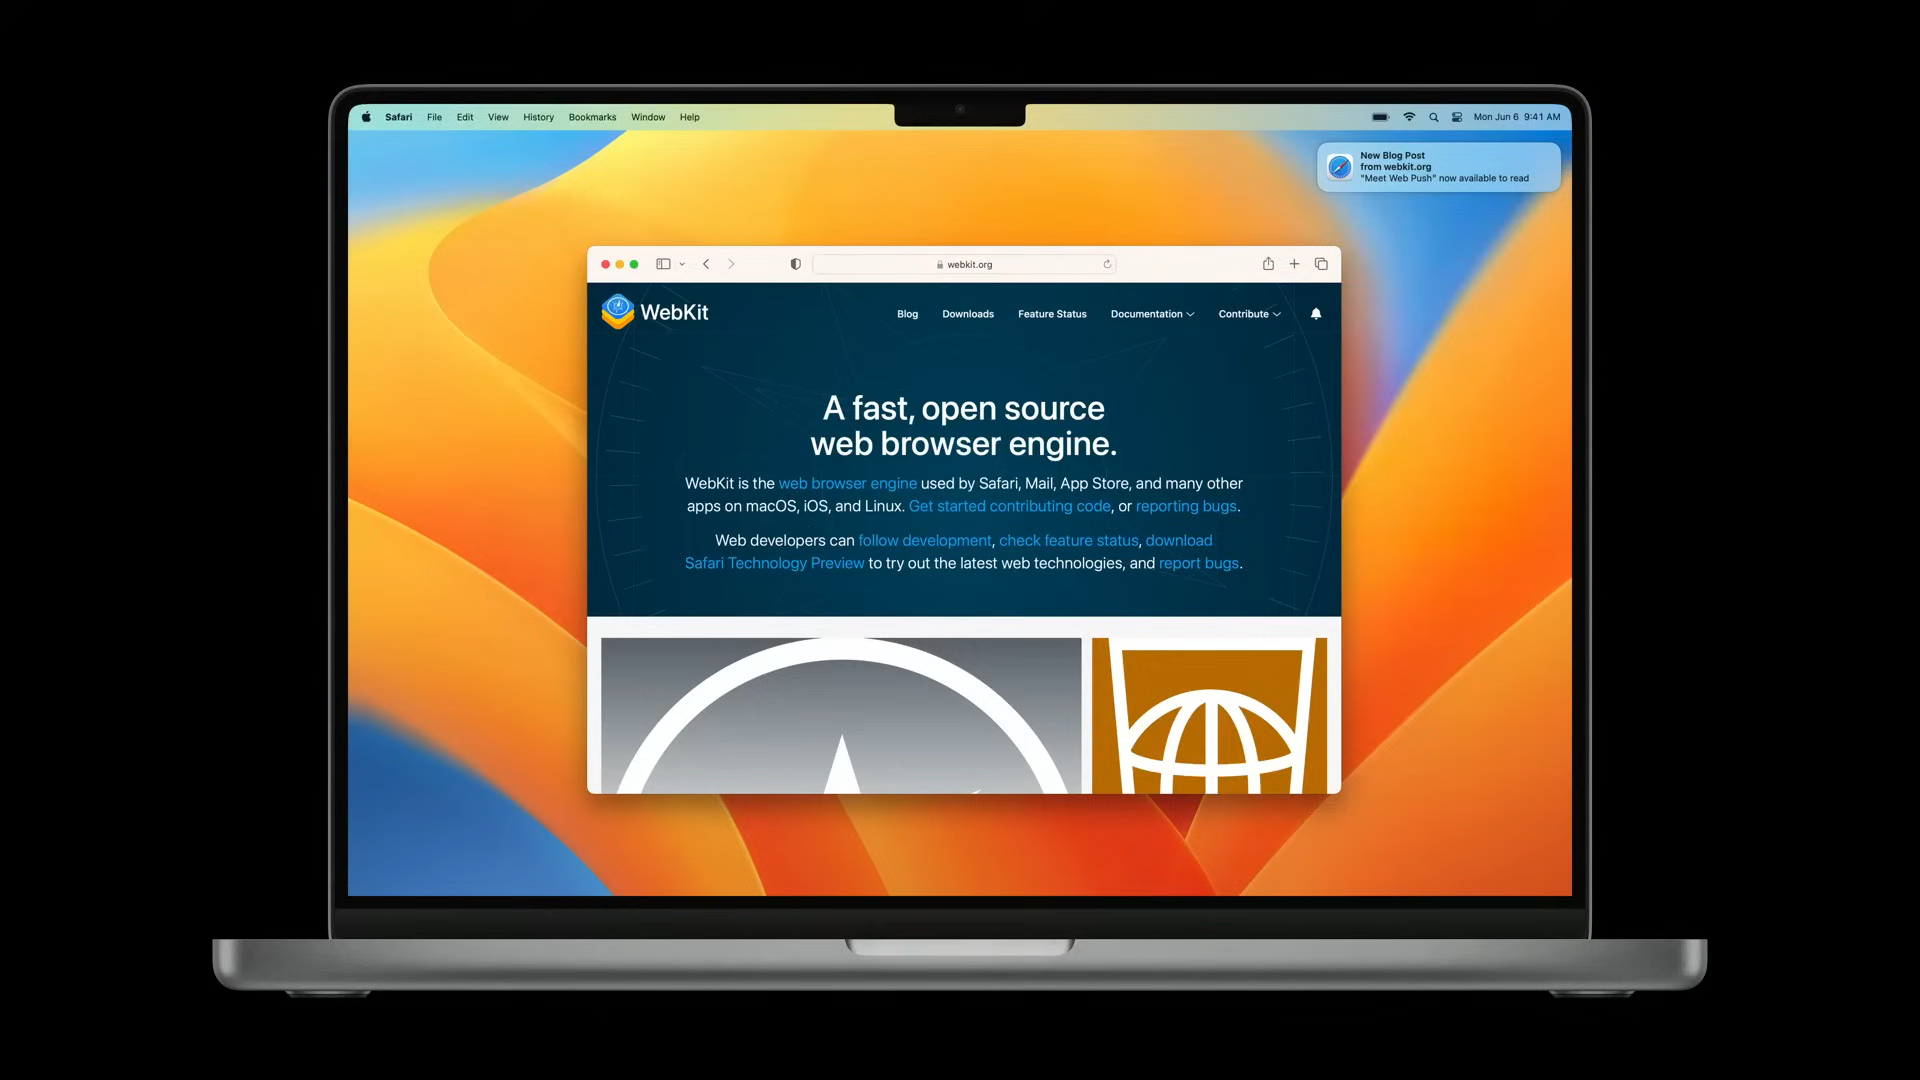 Safari File Edit View History Bookmarks Window Help
Mon Jun 6 9:41 AM
New Blog Post
from webkit.org
"Meet Web Push" now available to read
webkit.org
WebKit
Blog Downloads Feature Status Documentation Contribute
A fast, open source
web browser engine.
WebKit is the web browser engine used by Safari, Mail, App Store, and many other
apps on macOS, iOS, and Linux. Get started contributing code, or reporting bugs.
Web developers can follow development, check feature status, download
Safari Technology Preview to try out the latest web technologies, and report bugs.